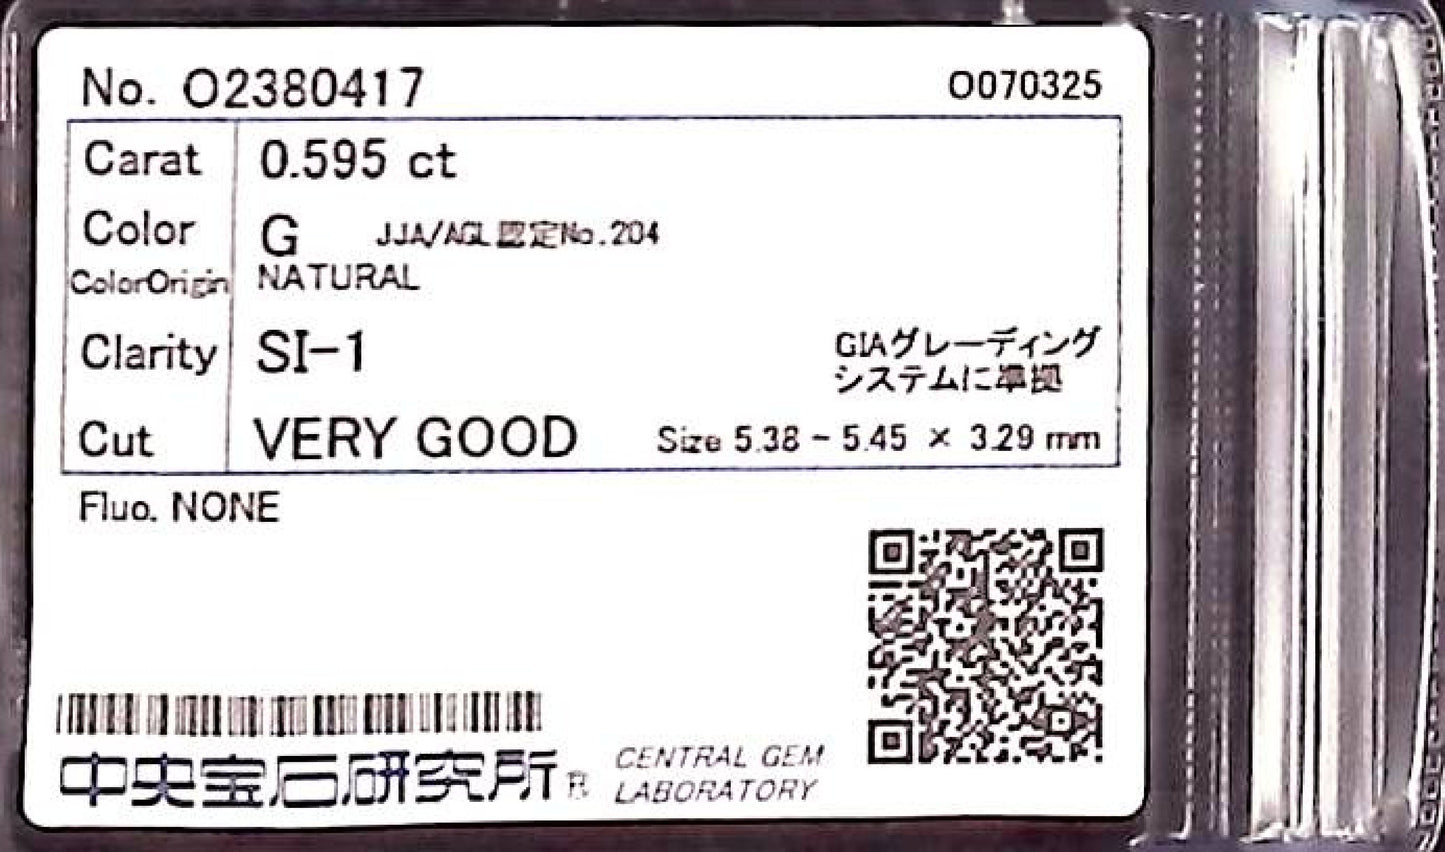 No. O2380417 O070325
Carat 0.595 ct
Color G JJA/AGL認定No.204
ColorOrigin NATURAL
Clarity SI-1 GIAグレーディング
システムに準拠
Cut VERY GOOD Size 5.38 - 5.45 × 3.29 mm
Fluo. NONE
中央宝石研究所® CENTRAL GEM
LABORATORY